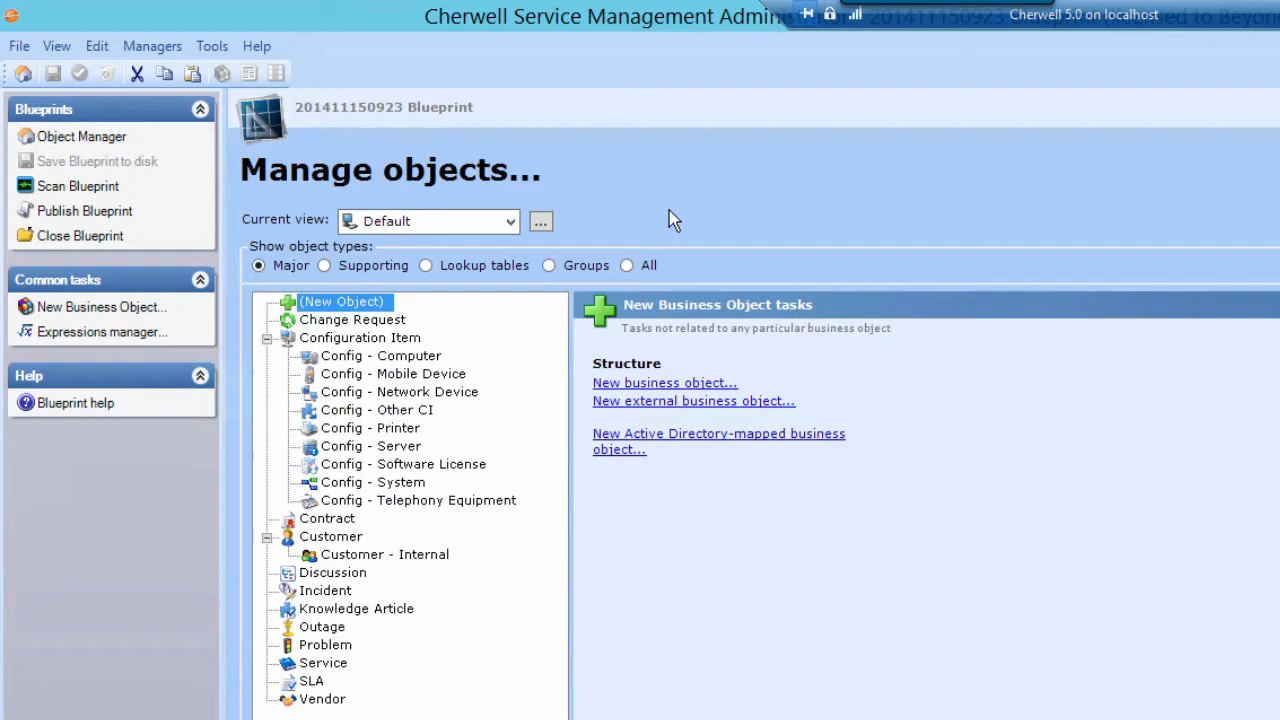 Cherwell Service Management Admini
201411150923 Blueprint
Cherwell 5.0 on localhost
File View Edit Managers Tools Help
Blueprints
Object Manager
Save Blueprint to disk
Scan Blueprint
Publish Blueprint
Close Blueprint
Common tasks
New Business Object...
Expressions manager...
Help
Blueprint help
201411150923 Blueprint
Manage objects...
Current view: Default ...
Show object types:
Major Supporting Lookup tables Groups All
(New Object)
Change Request
Configuration Item
Config - Computer
Config - Mobile Device
Config - Network Device
Config - Other CI
Config - Printer
Config - Server
Config - Software License
Config - System
Config - Telephony Equipment
Contract
Customer
Customer - Internal
Discussion
Incident
Knowledge Article
Outage
Problem
Service
SLA
Vendor
New Business Object tasks
Tasks not related to any particular business object
Structure
New business object...
New external business object...
New Active Directory-mapped business
object...